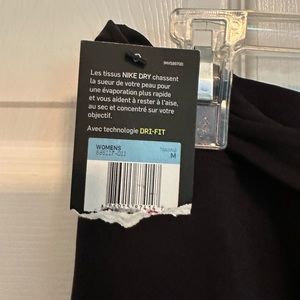 Les tissus NIKE DRY chassent
la sueur de votre peau pour
une évaporation plus rapide
et vous aident à rester à l'aise,
au sec et concentré sur votre
corps.
Avec technologie DRI-FIT
WOMENS
M